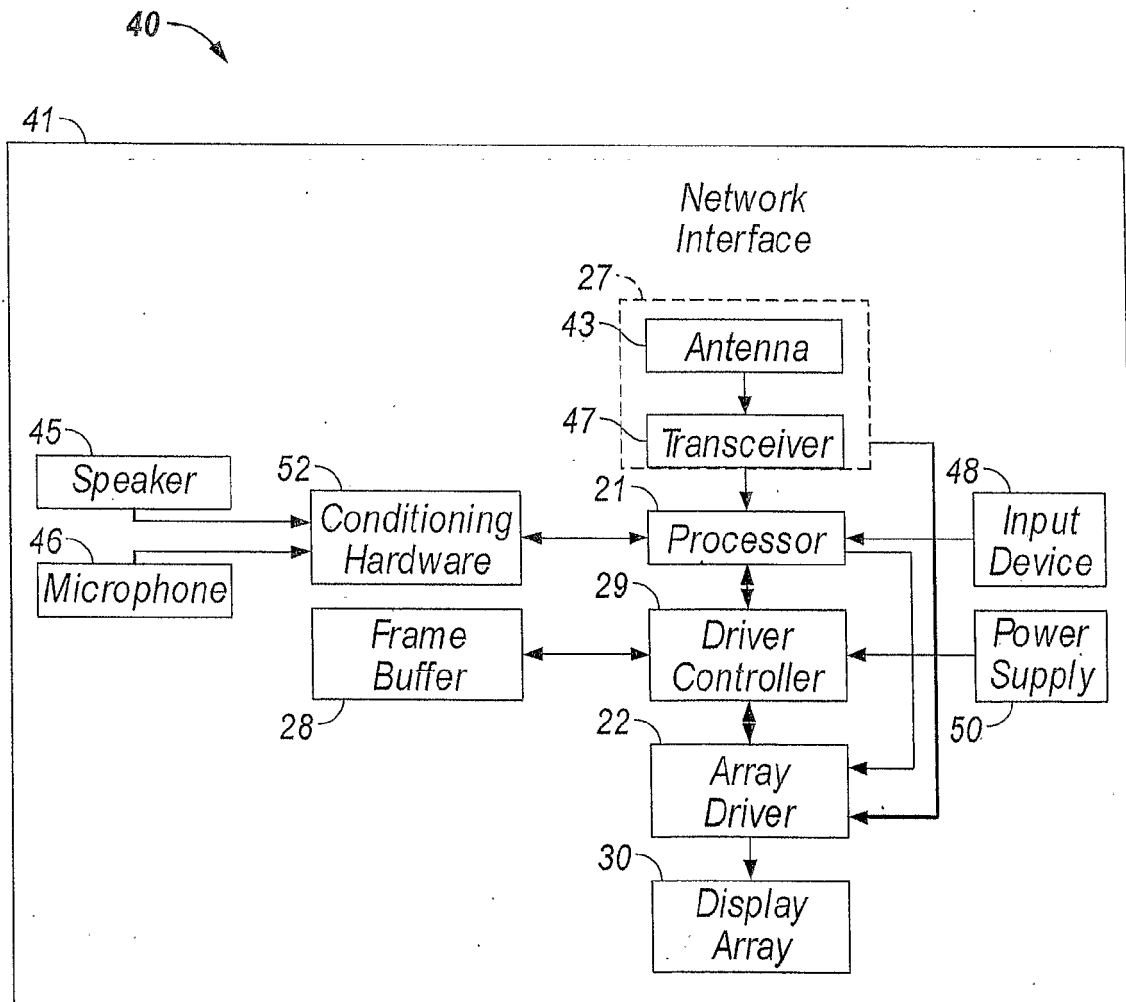 40
41
Network
Interface
27
43
Antenna
47
Transceiver
45
Speaker
52
Conditioning
Hardware
21
Processor
48
Input
Device
46
Microphone
29
Driver
Controller
Frame
Buffer
28
Power
Supply
50
22
Array
Driver
30
Display
Array